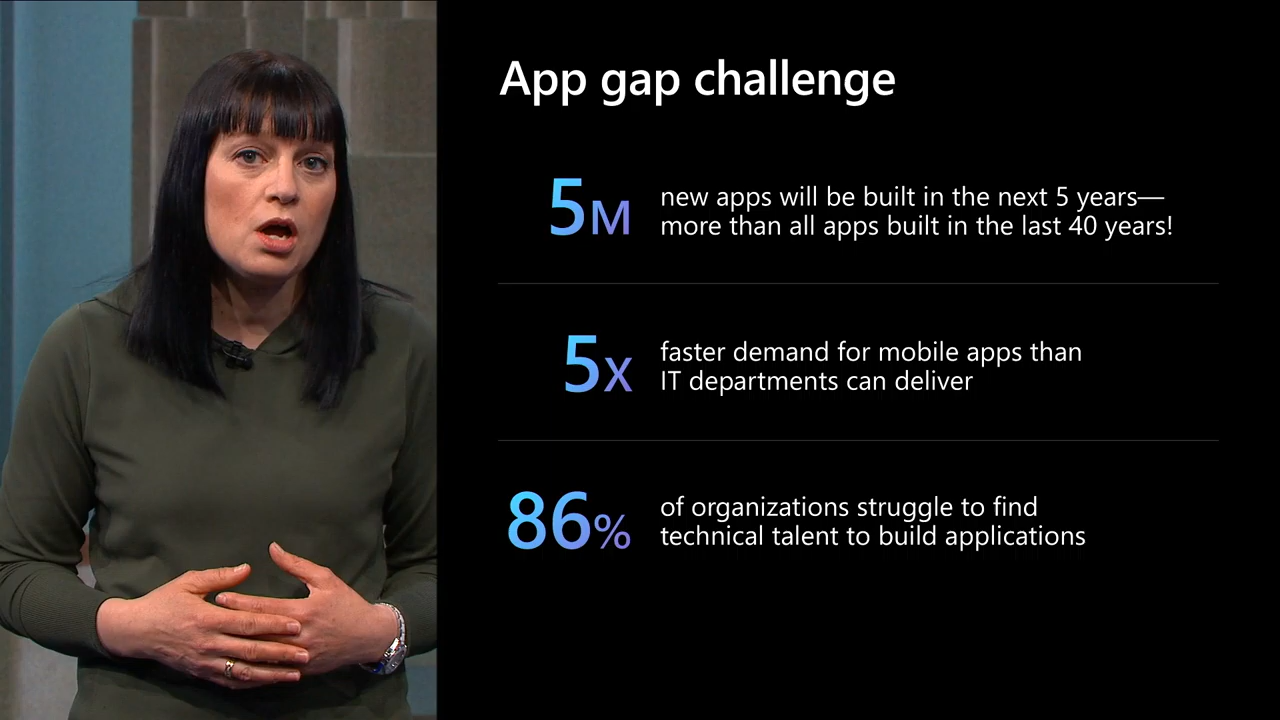 App gap challenge
5M
new apps will be built in the next 5 years—
more than all apps built in the last 40 years!
5X
faster demand for mobile apps than
IT departments can deliver
86%
of organizations struggle to find
technical talent to build applications